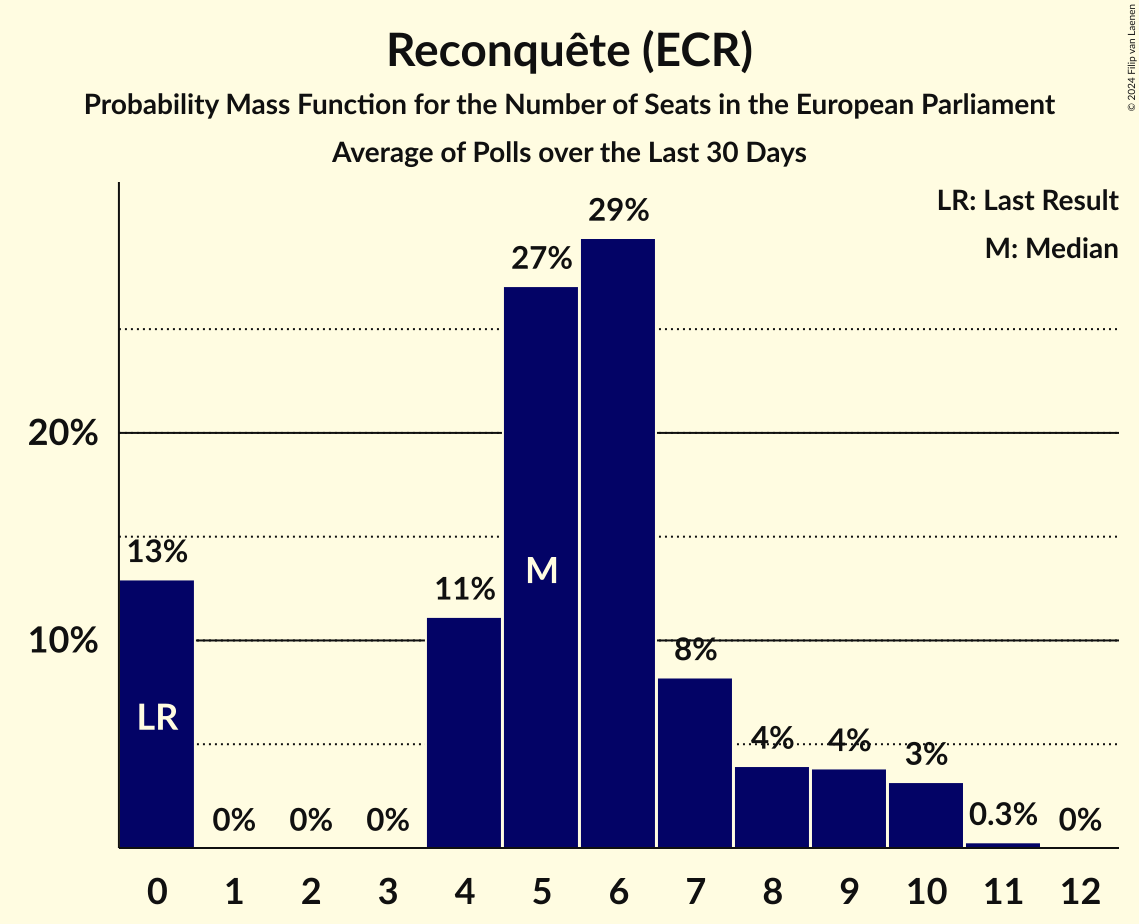 Reconquête (ECR)
Probability Mass Function for the Number of Seats in the European Parliament
Average of Polls over the Last 30 Days
© 2024 Filip van Laenen
LR: Last Result
M: Median
29%
27%
20%
13%
11%
M
10%
8%
LR
4%
4%
3%
0%
0%
0%
0.3%
0%
0 1 2 3 4 5 6 7 8 9 10 11 12